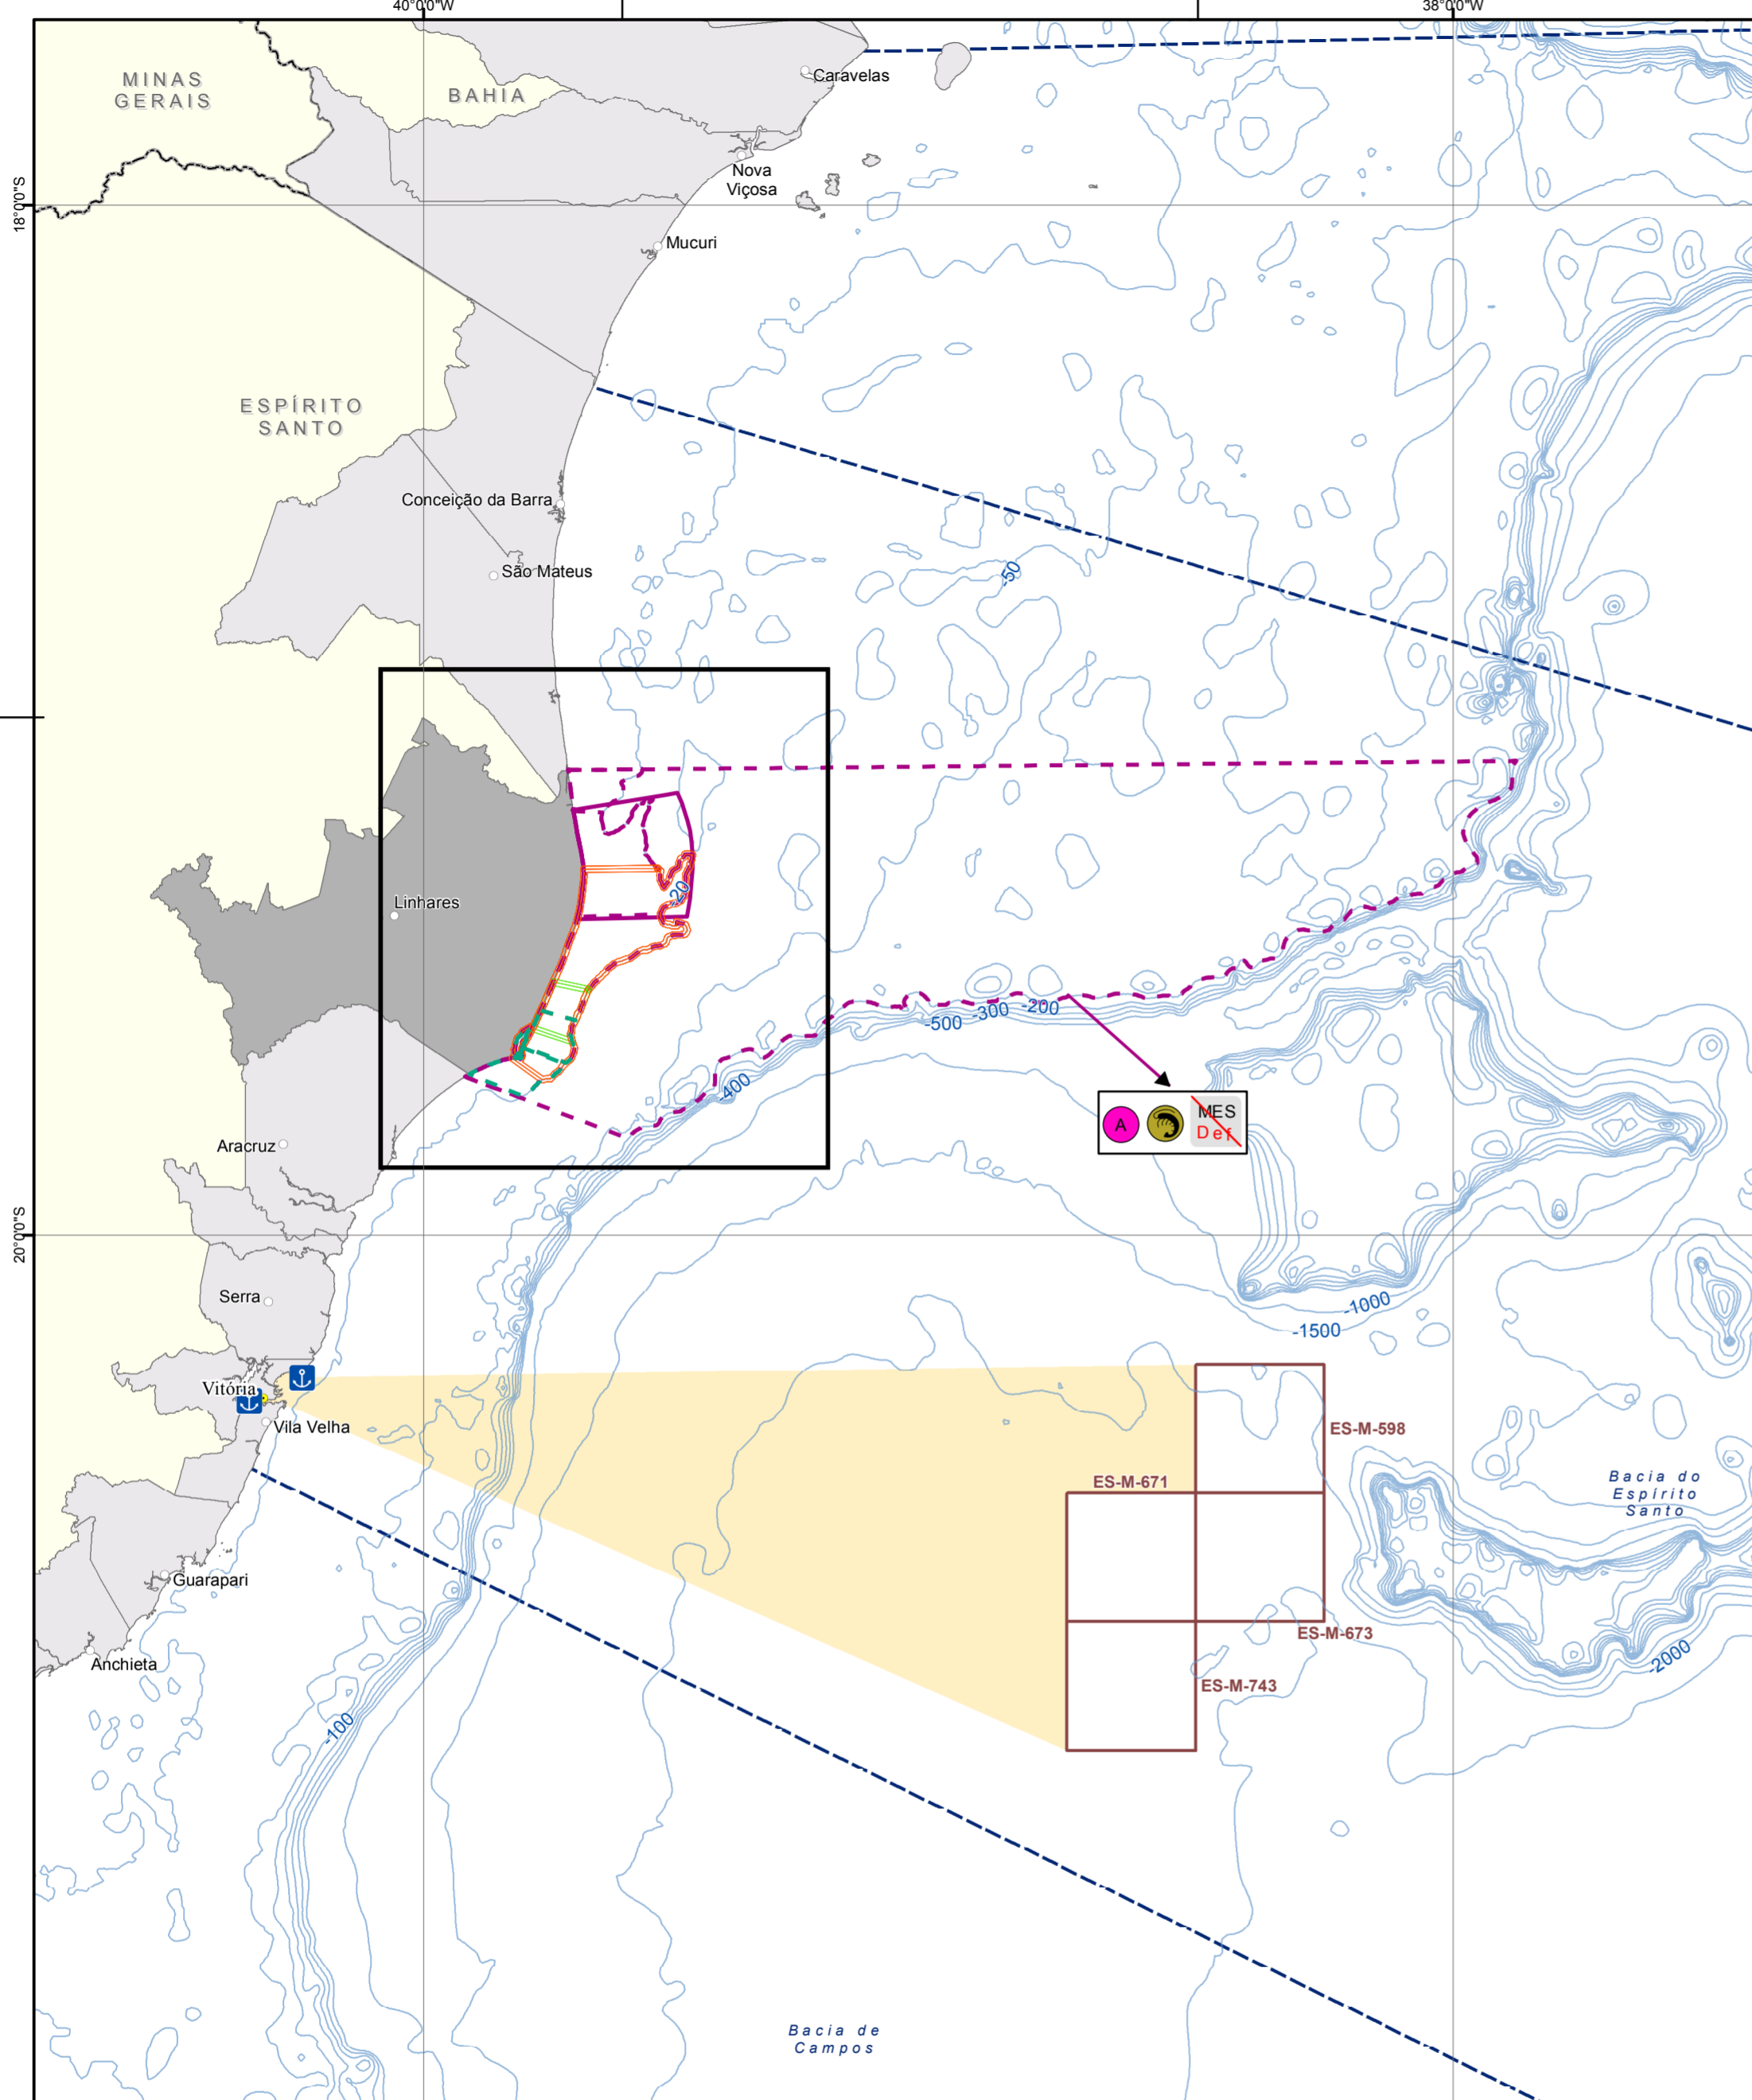 40°0'0"W
38°0'0"W
MINAS
GERAIS
BAHIA
Caravelas
Nova
Viçosa
18°0'0"S
Mucuri
ESPÍRITO
SANTO
Conceição da Barra
São Mateus
-50
Linhares
-20
-500
-300
-200
-400
A
MES
Def
Aracruz
20°0'0"S
Serra
-1000
-1500
Vitória
Vila Velha
ES-M-598
ES-M-671
Bacia do
Espírito
Santo
Guarapari
ES-M-673
Anchieta
-2000
ES-M-743
-100
Bacia de
Campos